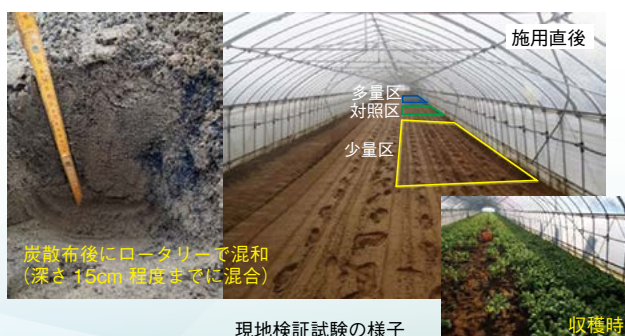 施用直後
多量区
対照区
少量区
炭散布後にロータリーで混和
(深さ 15cm 程度までに混合)
収穫時
現地検証試験の様子